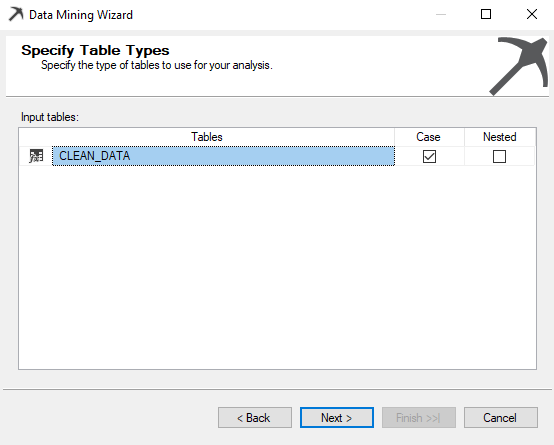 Data Mining Wizard
Specify Table Types
Specify the type of tables to use for your analysis.
Input tables:
Tables Case Nested
CLEAN_DATA
< Back Next > Finish >>| Cancel